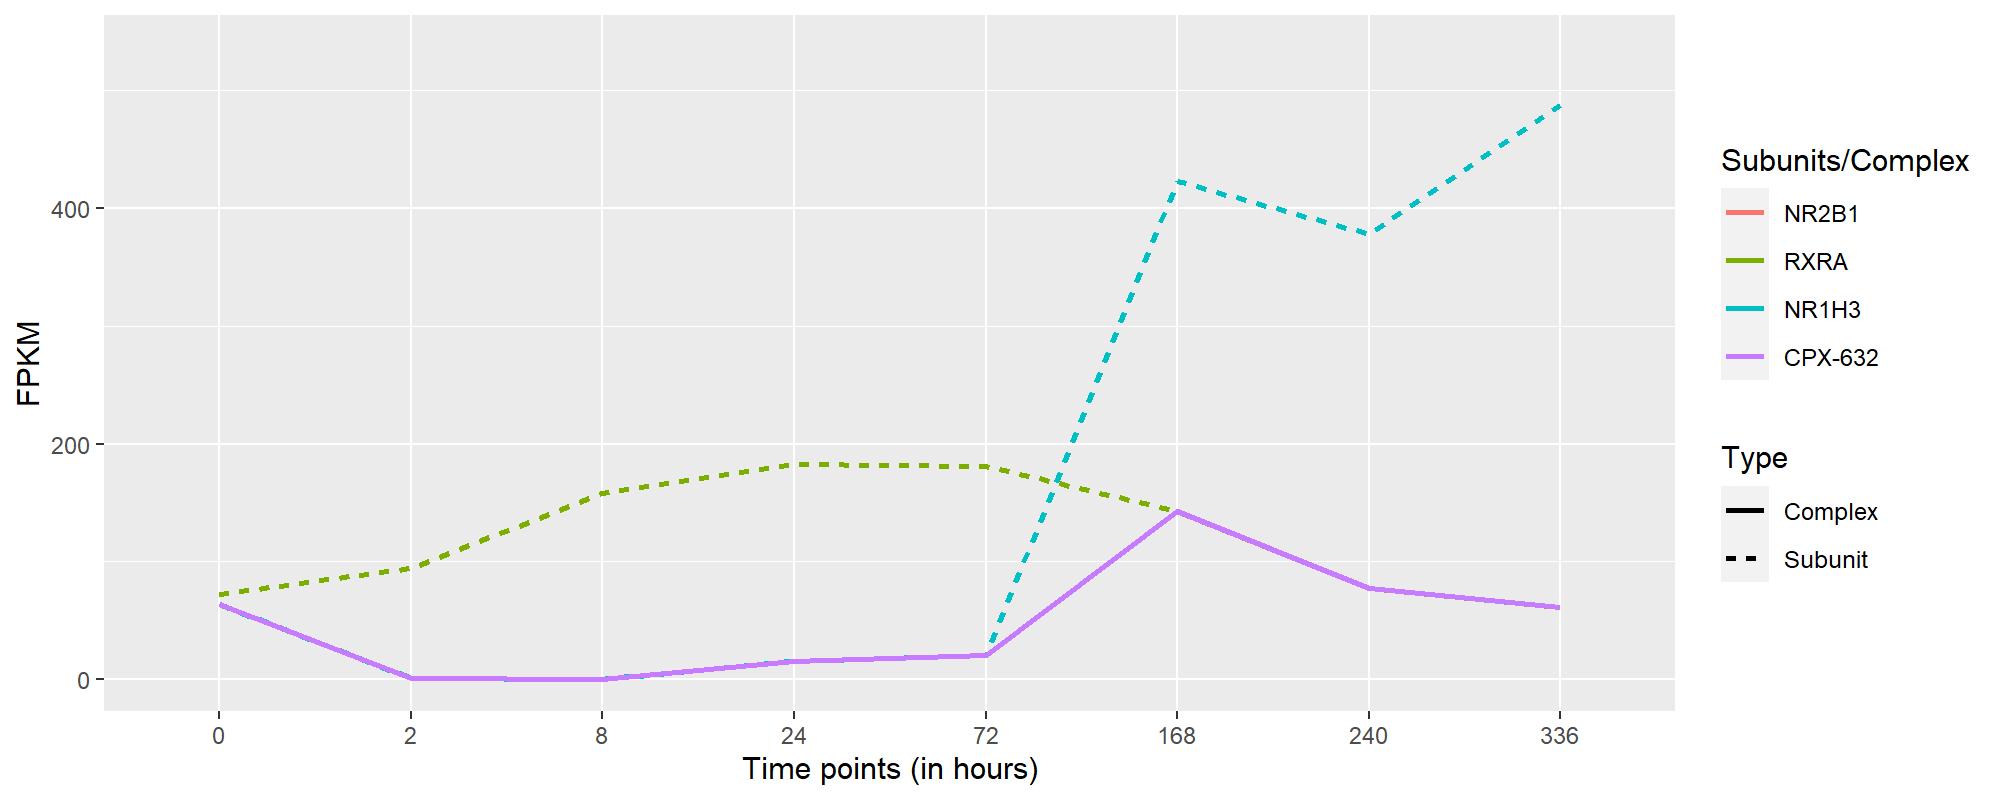 FPKM
400
200
0
0 2 8 24 72 168 240 336
Time points (in hours)
Subunits/Complex
NR2B1
RXRA
NR1H3
CPX-632
Type
Complex
Subunit